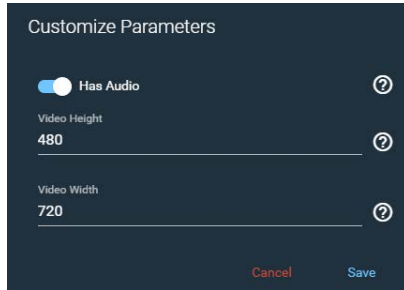 Customize Parameters
Has Audio
Video Height
480
Video Width
720
Cancel Save